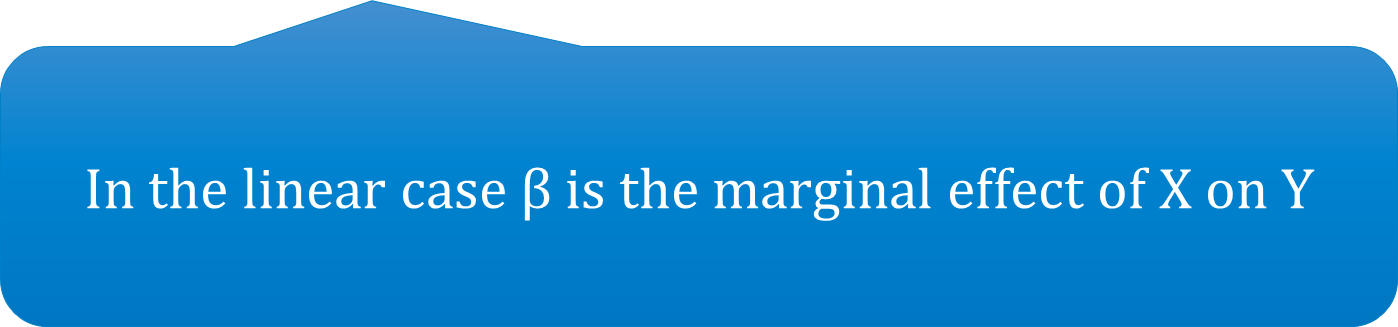 In the linear case β is the marginal effect of X on Y